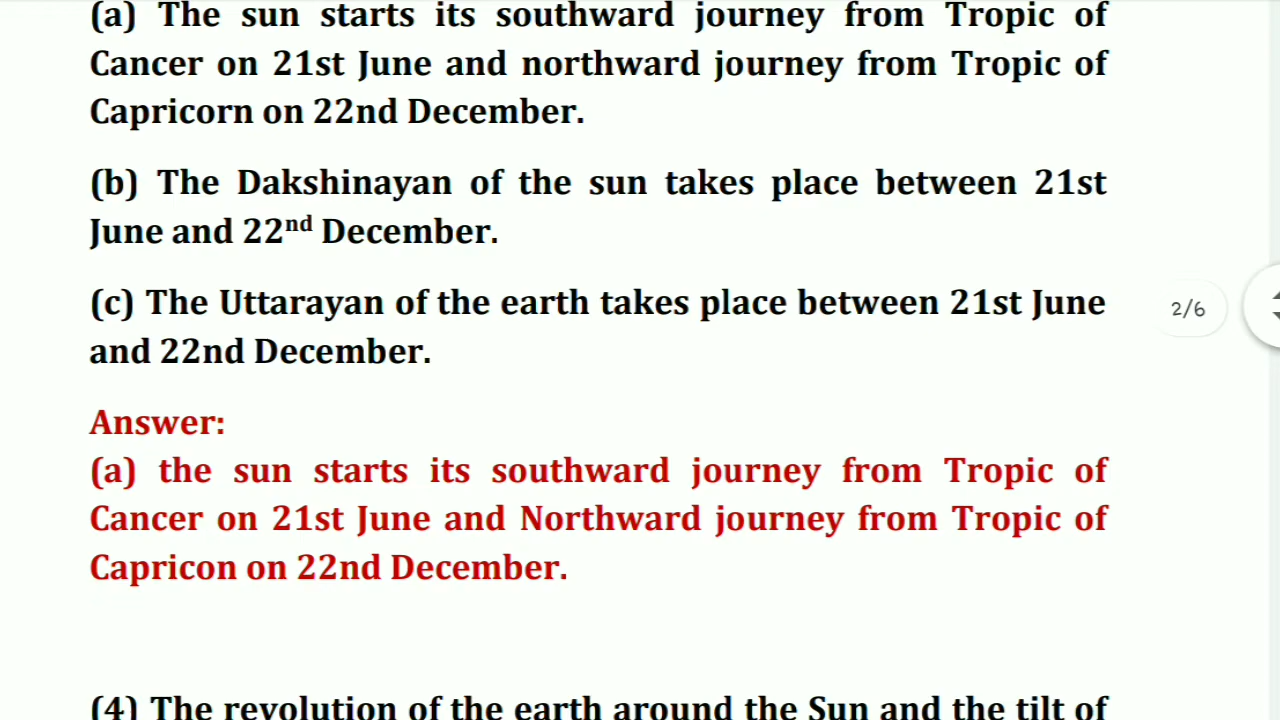 (a) The sun starts its southward journey from Tropic of
Cancer on 21st June and northward journey from Tropic of
Capricorn on 22nd December.
(b) The Dakshinayan of the sun takes place between 21st
June and 22nd December.
(c) The Uttarayan of the earth takes place between 21st June
and 22nd December.
2/6
Answer:
(a) the sun starts its southward journey from Tropic of
Cancer on 21st June and Northward journey from Tropic of
Capricon on 22nd December.
(4) The revolution of the earth around the Sun and the tilt of